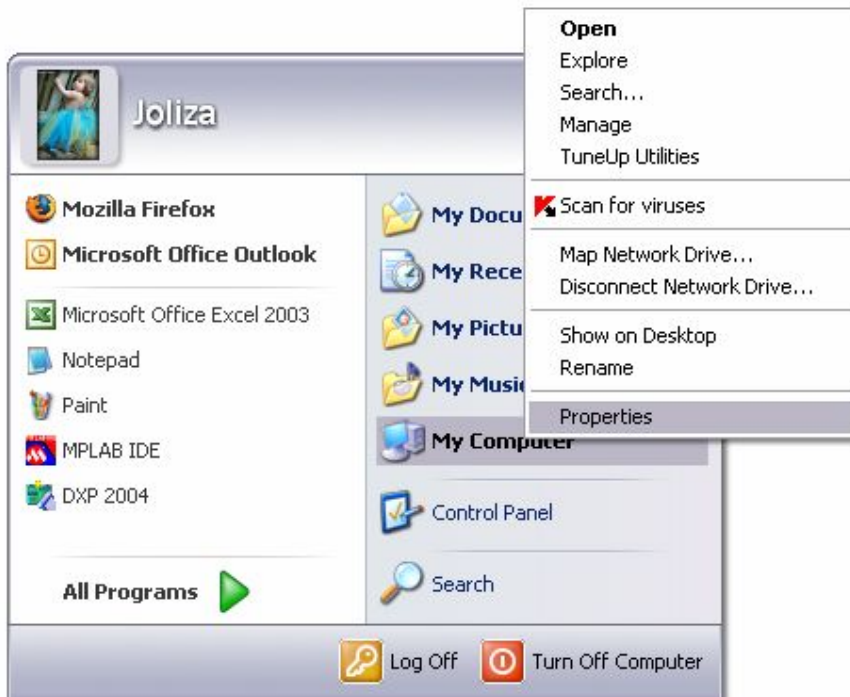 Joliza
Mozilla Firefox
Microsoft Office Outlook
Microsoft Office Excel 2003
Notepad
Paint
MPLAB IDE
DXP 2004
All Programs
My Docu
My Rece
My Pictu
My Music
My Computer
Control Panel
Search
Log Off
Turn Off Computer
Open
Explore
Search...
Manage
TuneUp Utilities
Scan for viruses
Map Network Drive...
Disconnect Network Drive...
Show on Desktop
Rename
Properties